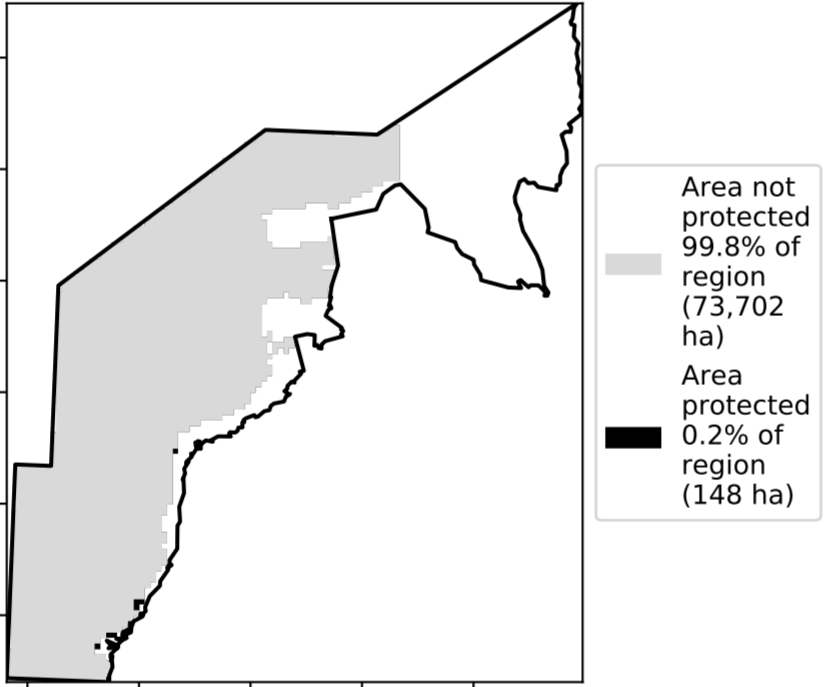 Area not
protected
99.8% of
region
(73,702
ha)
Area
protected
0.2% of
region
(148 ha)